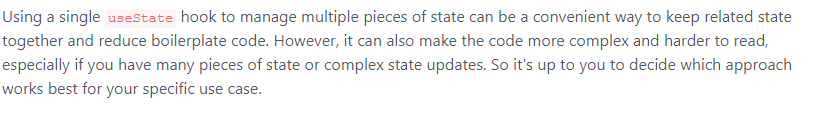 Using a single useState hook to manage multiple pieces of state can be a convenient way to keep related state
together and reduce boilerplate code. However, it can also make the code more complex and harder to read,
especially if you have many pieces of state or complex state updates. So it's up to you to decide which approach
works best for your specific use case.